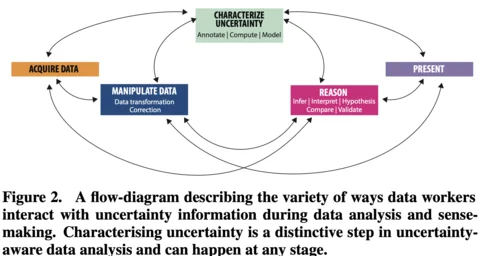 CHARACTERIZE
UNCERTAINTY
Annotate | Compute | Model
ACQUIRE DATA
PRESENT
MANIPULATE DATA
Data transformation
Correction
REASON
Infer | Interpret | Hypothesis
Compare | Validate
Figure 2. A flow-diagram describing the variety of ways data workers
interact with uncertainty information during data analysis and sense-
making. Characterising uncertainty is a distinctive step in uncertainty-
aware data analysis and can happen at any stage.